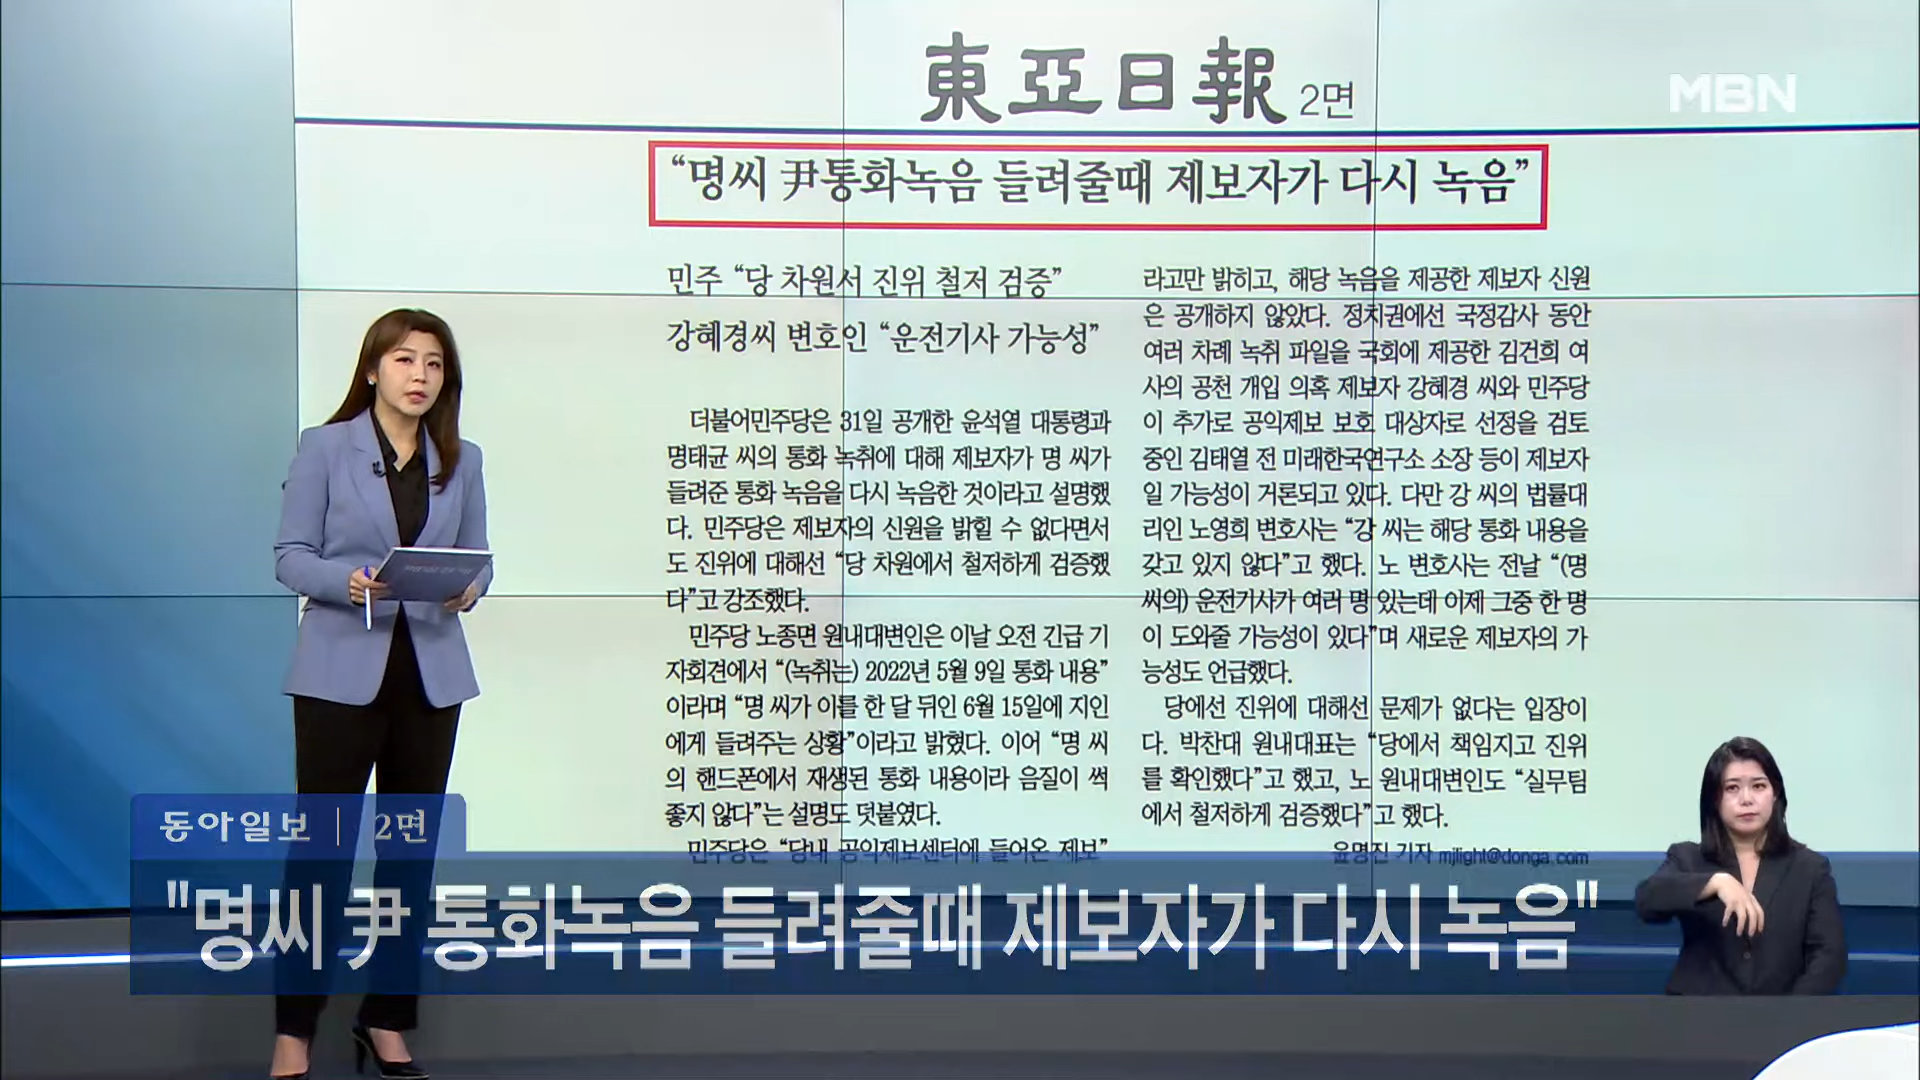 東亞日報 2면
MBN
“명씨 尹통화녹음 들려줄때 제보자가 다시 녹음”
민주 “당 차원서 진위 철저 검증”
강혜경씨 변호인 “운전기사 가능성”
더불어민주당은 31일 공개한 윤석열 대통령과
명태균 씨의 통화 녹취에 대해 제보자가 명 씨가
들려준 통화 녹음을 다시 녹음한 것이라고 설명했
다. 민주당은 제보자의 신원을 밝힐 수 없다면서
도 진위에 대해선 “당 차원에서 철저하게 검증했
다”고 강조했다.
민주당 노종면 원내대변인은 이날 오전 긴급 기
자회견에서 “(녹취는) 2022년 5월 9일 통화 내용”
이라며 “명 씨가 이를 한 달 뒤인 6월 15일에 지인
에게 들려주는 상황”이라고 밝혔다. 이어 “명 씨
의 핸드폰에서 재생된 통화 내용이라 음질이 썩
좋지 않다”는 설명도 덧붙였다.
민주당은 “당내 공익제보센터에 들어온 제보”
라고만 밝히고, 해당 녹음을 제공한 제보자 신원
은 공개하지 않았다. 정치권에선 국정감사 동안
여러 차례 녹취 파일을 국회에 제공한 김건희 여
사의 공천 개입 의혹 제보자 강혜경 씨와 민주당
이 추가로 공익제보 보호 대상자로 선정을 검토
중인 김태열 전 미래한국연구소 소장 등이 제보자
일 가능성이 거론되고 있다. 다만 강 씨의 법률대
리인 노영희 변호사는 “강 씨는 해당 통화 내용을
갖고 있지 않다”고 했다. 노 변호사는 전날 “(명
씨의) 운전기사가 여러 명 있는데 이제 그중 한 명
이 도와줄 가능성이 있다”며 새로운 제보자의 가
능성도 언급했다.
당에선 진위에 대해선 문제가 없다는 입장이
다. 박찬대 원내대표는 “당에서 책임지고 진위
를 확인했다”고 했고, 노 원내대변인도 “실무팀
에서 철저하게 검증했다”고 했다.
윤명진 기자 mjlight@donga.com
동아일보 | 2면
"명씨 尹 통화녹음 들려줄때 제보자가 다시 녹음"